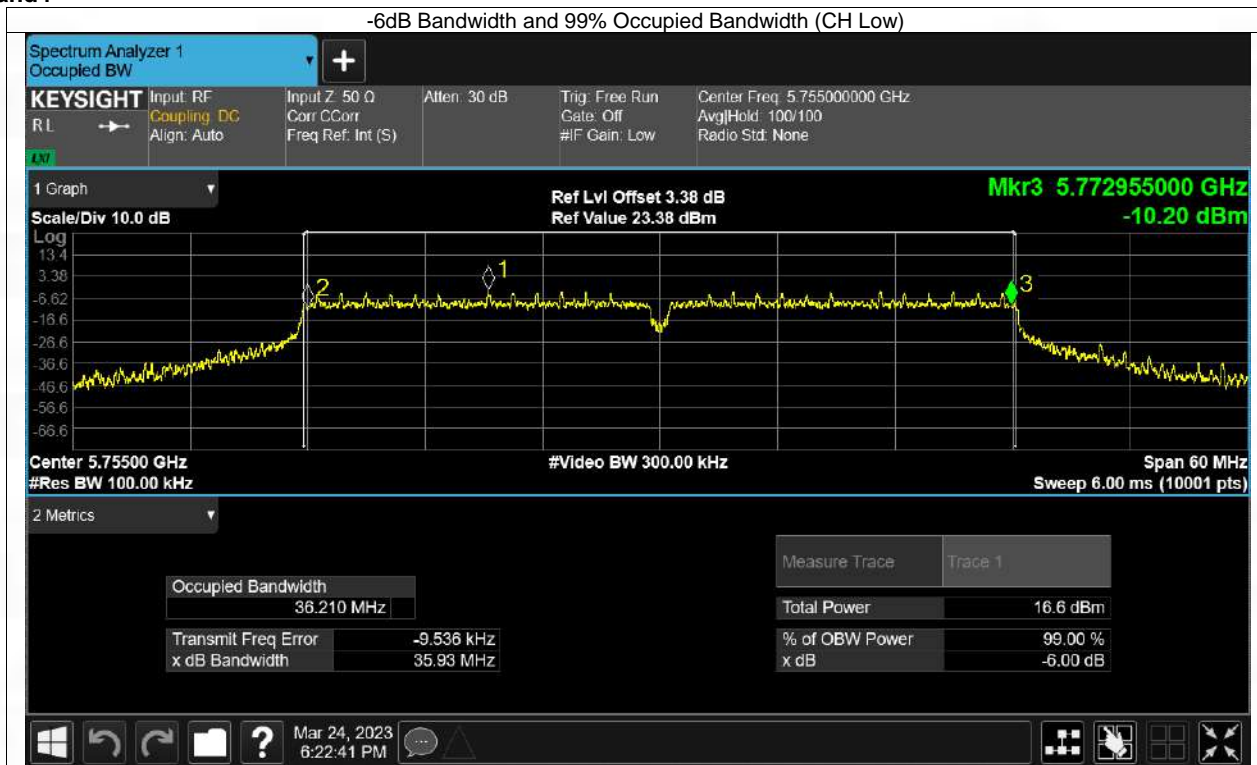 -6dB Bandwidth and 99% Occupied Bandwidth (CH Low)
Spectrum Analyzer 1
Occupied BW
KEYSIGHT
RL
LXI
Input: RF
Coupling: DC
Align: Auto
Input Z: 50 Ω
Corr CCorr
Freq Ref: Int (S)
Atten: 30 dB
Trig: Free Run
Gate: Off
#IF Gain: Low
Center Freq: 5.755000000 GHz
Avg|Hold: 100/100
Radio Std: None
1 Graph
Scale/Div 10.0 dB
Ref Lvl Offset 3.38 dB
Ref Value 23.38 dBm
Mkr3 5.772955000 GHz
-10.20 dBm
Log
13.4
3.38
-6.62
-16.6
-26.6
-36.6
-46.6
-56.6
-66.6
1
2
3
Center 5.75500 GHz
#Res BW 100.00 kHz
#Video BW 300.00 kHz
Span 60 MHz
Sweep 6.00 ms (10001 pts)
2 Metrics
Occupied Bandwidth
36.210 MHz
Transmit Freq Error -9.536 kHz
x dB Bandwidth 35.93 MHz
Measure Trace Trace 1
Total Power 16.6 dBm
% of OBW Power 99.00 %
x dB -6.00 dB
?
Mar 24, 2023
6:22:41 PM